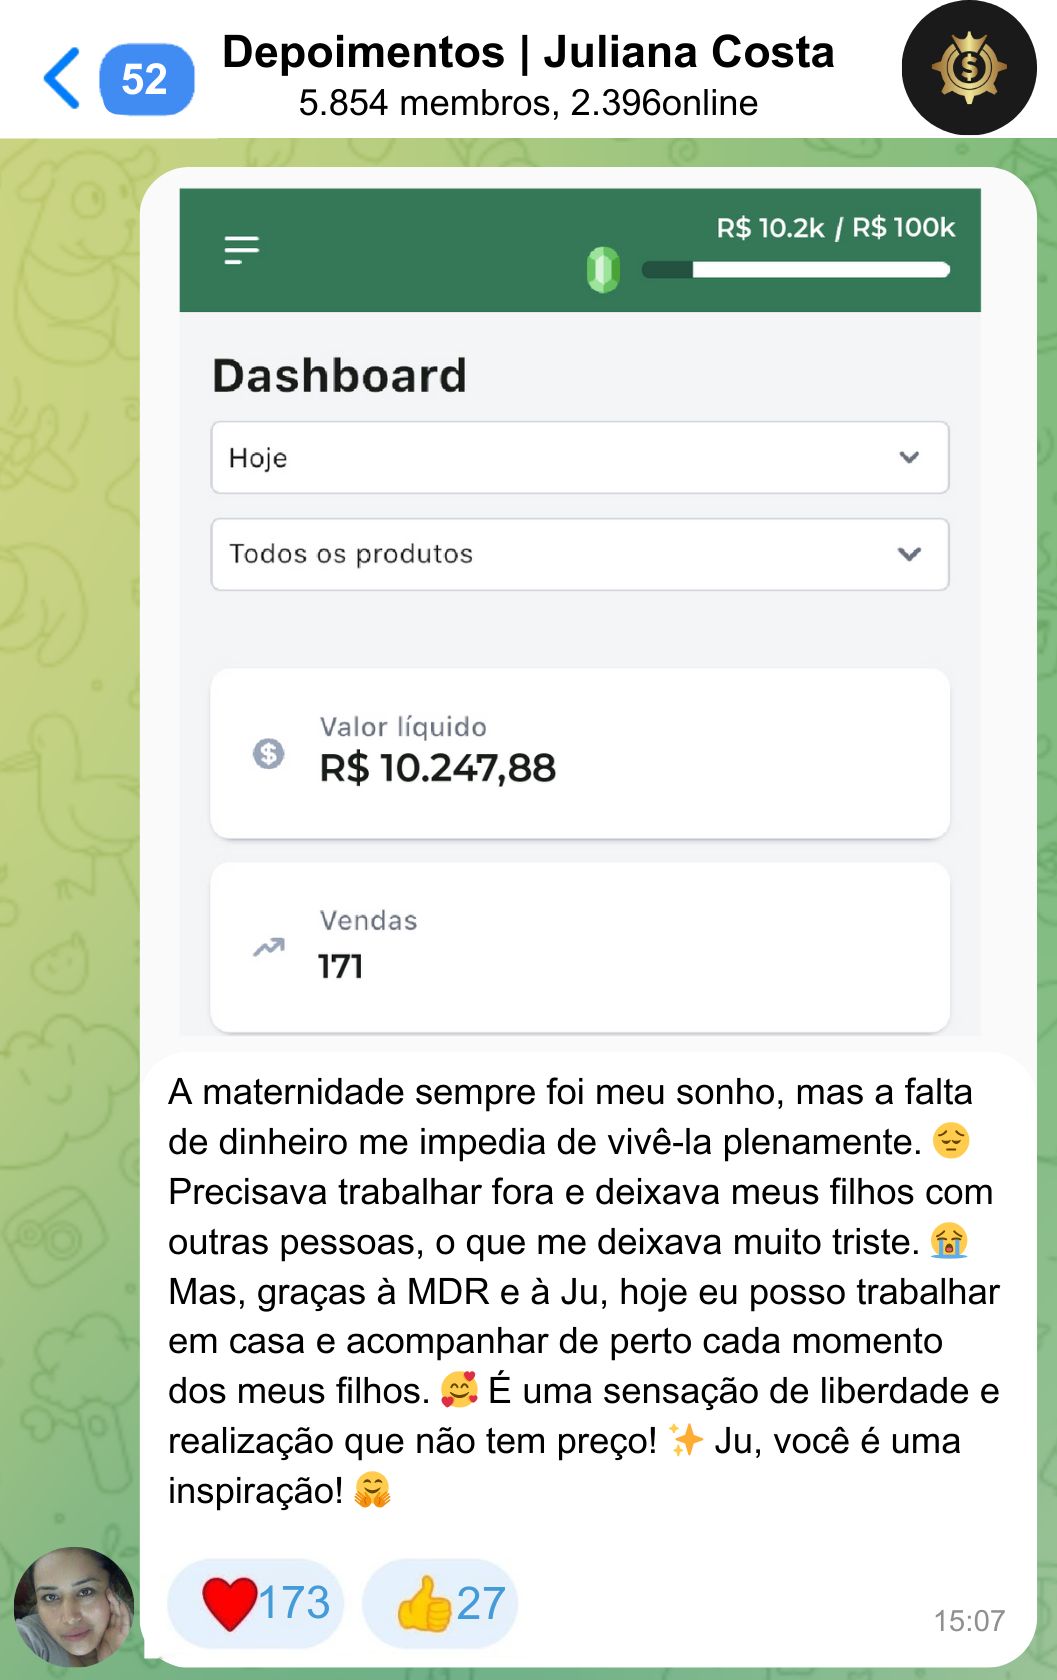 52
Depoimentos | Juliana Costa
5.854 membros, 2.396online
$
R$ 10.2k / R$ 100k
Dashboard
Hoje
Todos os produtos
$
Valor líquido
R$ 10.247,88
Vendas
171
A maternidade sempre foi meu sonho, mas a falta
de dinheiro me impedia de vivê-la plenamente. 😔
Precisava trabalhar fora e deixava meus filhos com
outras pessoas, o que me deixava muito triste. 😭
Mas, graças à MDR e à Ju, hoje eu posso trabalhar
em casa e acompanhar de perto cada momento
dos meus filhos. 🥰 É uma sensação de liberdade e
realização que não tem preço! ✨ Ju, você é uma
inspiração! 🤗
❤️173 👍27
15:07